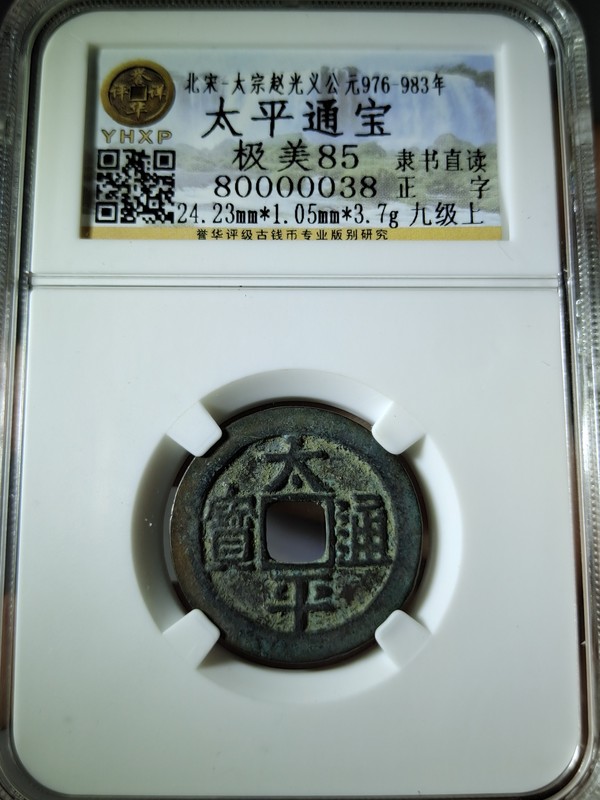 北宋-太宗赵光义公元976-983年
太平通宝
YHXP
极美85 隶书直读
80000038 正字
24.23mm*1.05mm*3.7g 九级上
誉华评级古钱币专业版别研究
太
寶 通
平